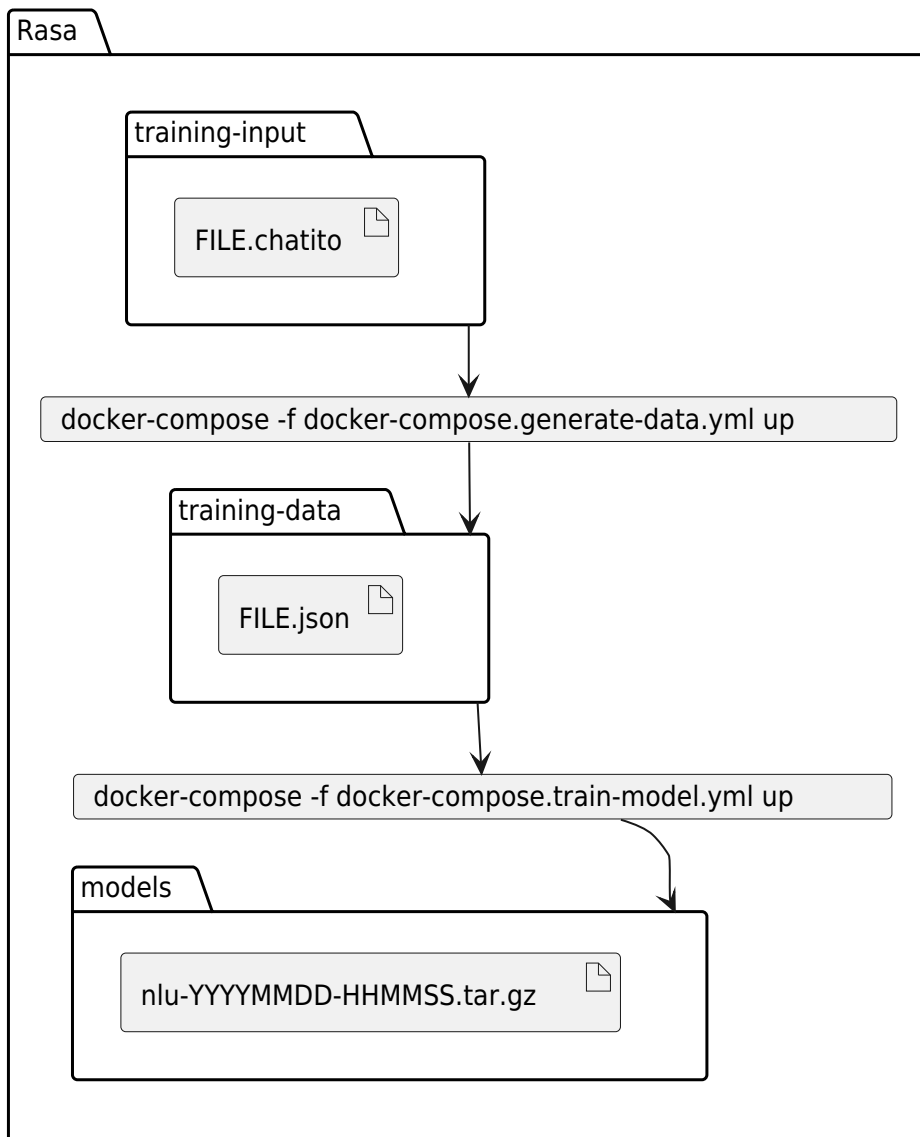 Rasa
training-input
FILE.chatito
docker-compose -f docker-compose.generate-data.yml up
training-data
FILE.json
docker-compose -f docker-compose.train-model.yml up
models
nlu-YYYYMMDD-HHMMSS.tar.gz